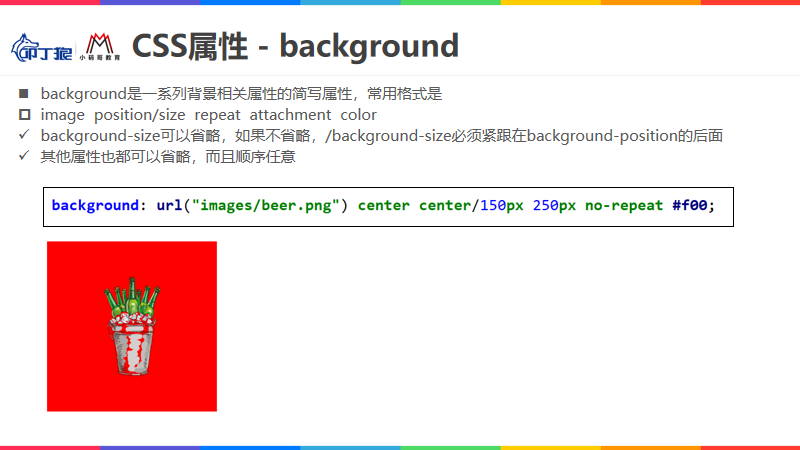 叩丁狼 小码哥教育 CSS属性 - background
background是一系列背景相关属性的简写属性，常用格式是
image position/size repeat attachment color
background-size可以省略，如果不省略，/background-size必须紧跟在background-position的后面
其他属性也都可以省略，而且顺序任意
background: url("images/beer.png") center center/150px 250px no-repeat #f00;